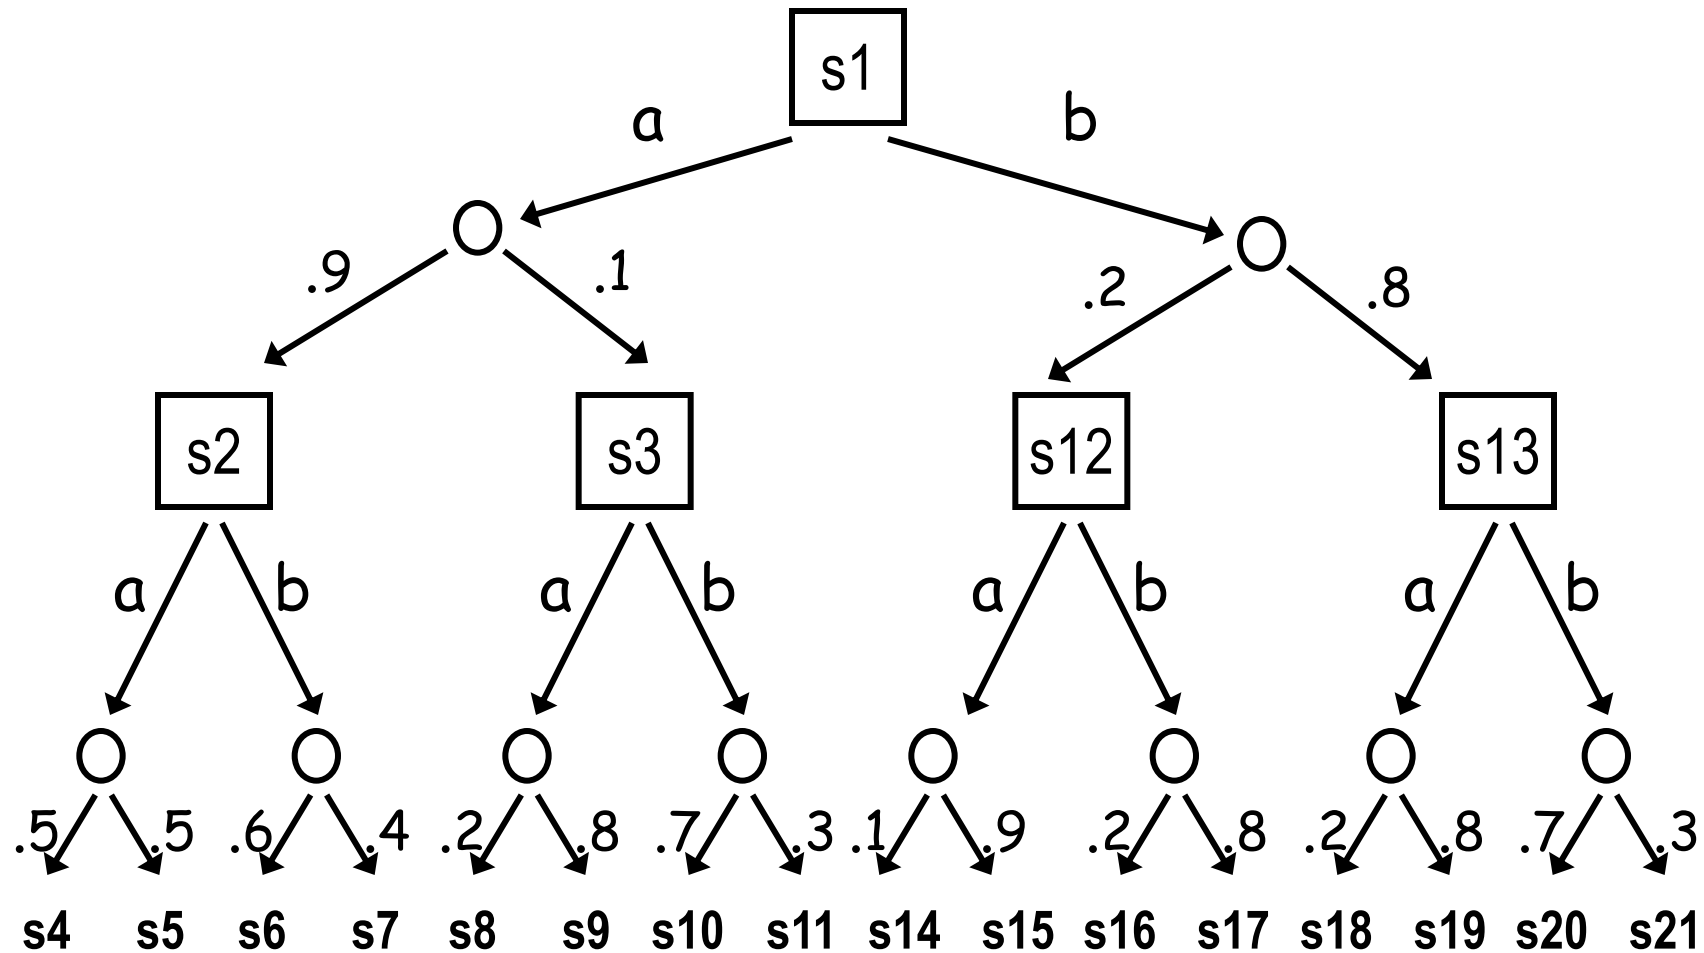 s1
a b
.9 .1 .2 .8
s2 s3 s12 s13
a b a b a b a b
.5 .5 .6 .4 .2 .8 .7 .3 .1 .9 .2 .8 .2 .8 .7 .3
s4 s5 s6 s7 s8 s9 s10 s11 s14 s15 s16 s17 s18 s19 s20 s21